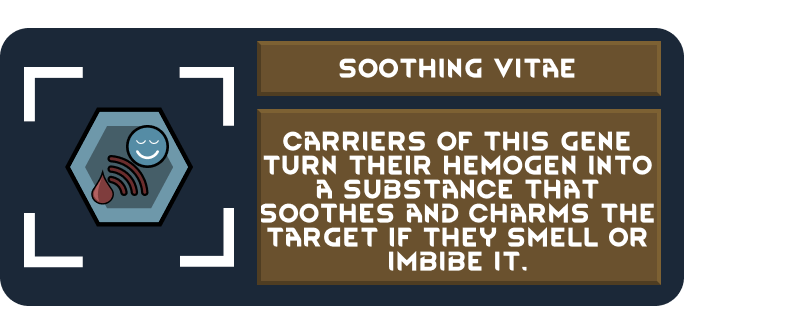 SOOTHING VITAE
CARRIERS OF THIS GENE
TURN THEIR HEMOGEN INTO
A SUBSTANCE THAT
SOOTHES AND CHARMS THE
TARGET IF THEY SMELL OR
IMBIBE IT.